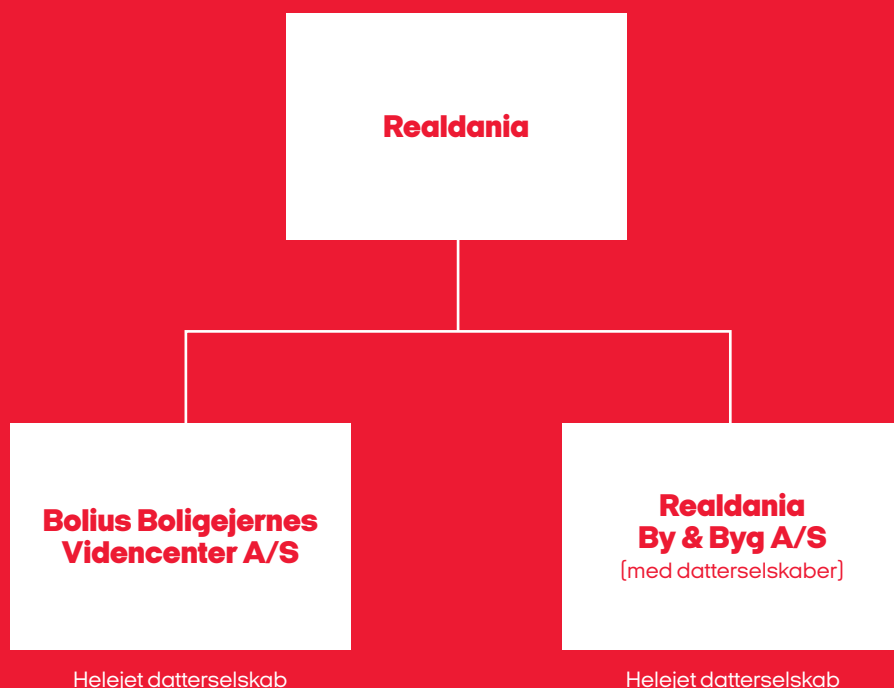 Realdania
Bolius Boligejernes
Videncenter A/S
Realdania
By & Byg A/S
(med datterselskaber)
Helejet datterselskab
Helejet datterselskab